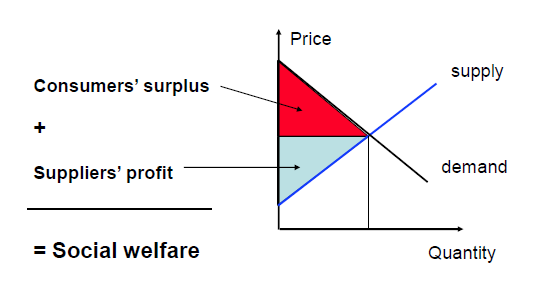 Price
supply
Consumers’ surplus
+
Suppliers’ profit
demand
= Social welfare
Quantity